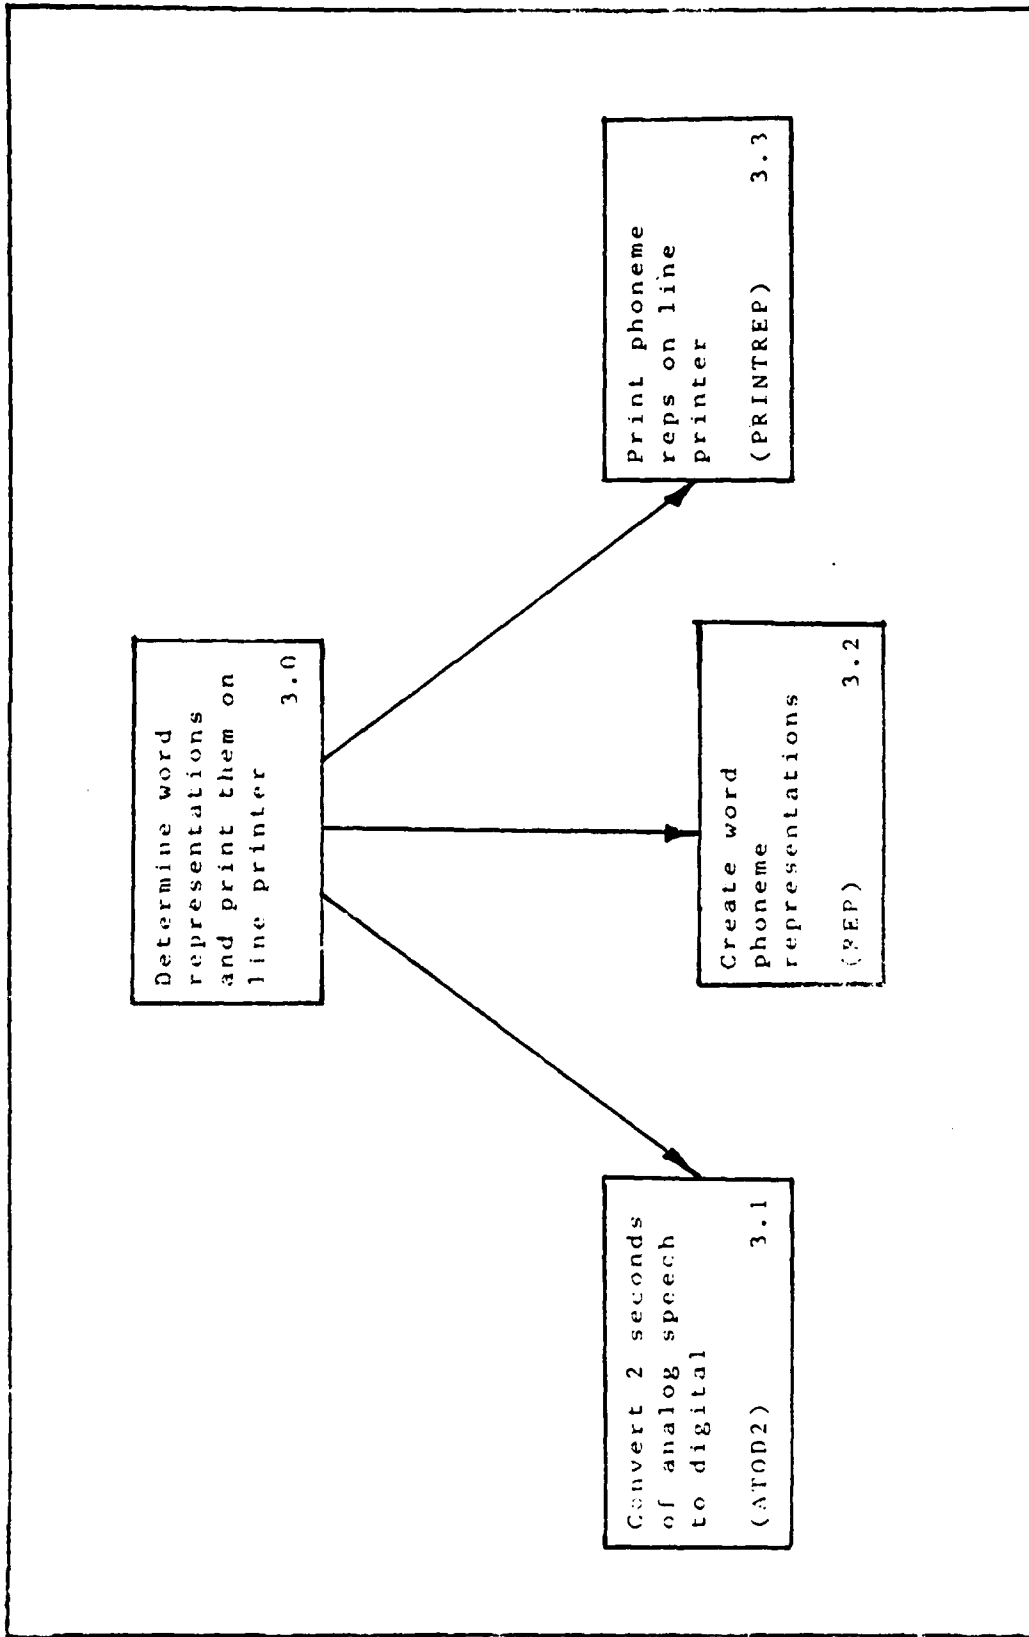 Determine word
representations
and print them on
line printer
3.0
Convert 2 seconds
of analog speech
to digital
(ATOD2) 3.1
Create word
phoneme
representations
(REP) 3.2
Print phoneme
reps on line
printer
(PRINTREP) 3.3